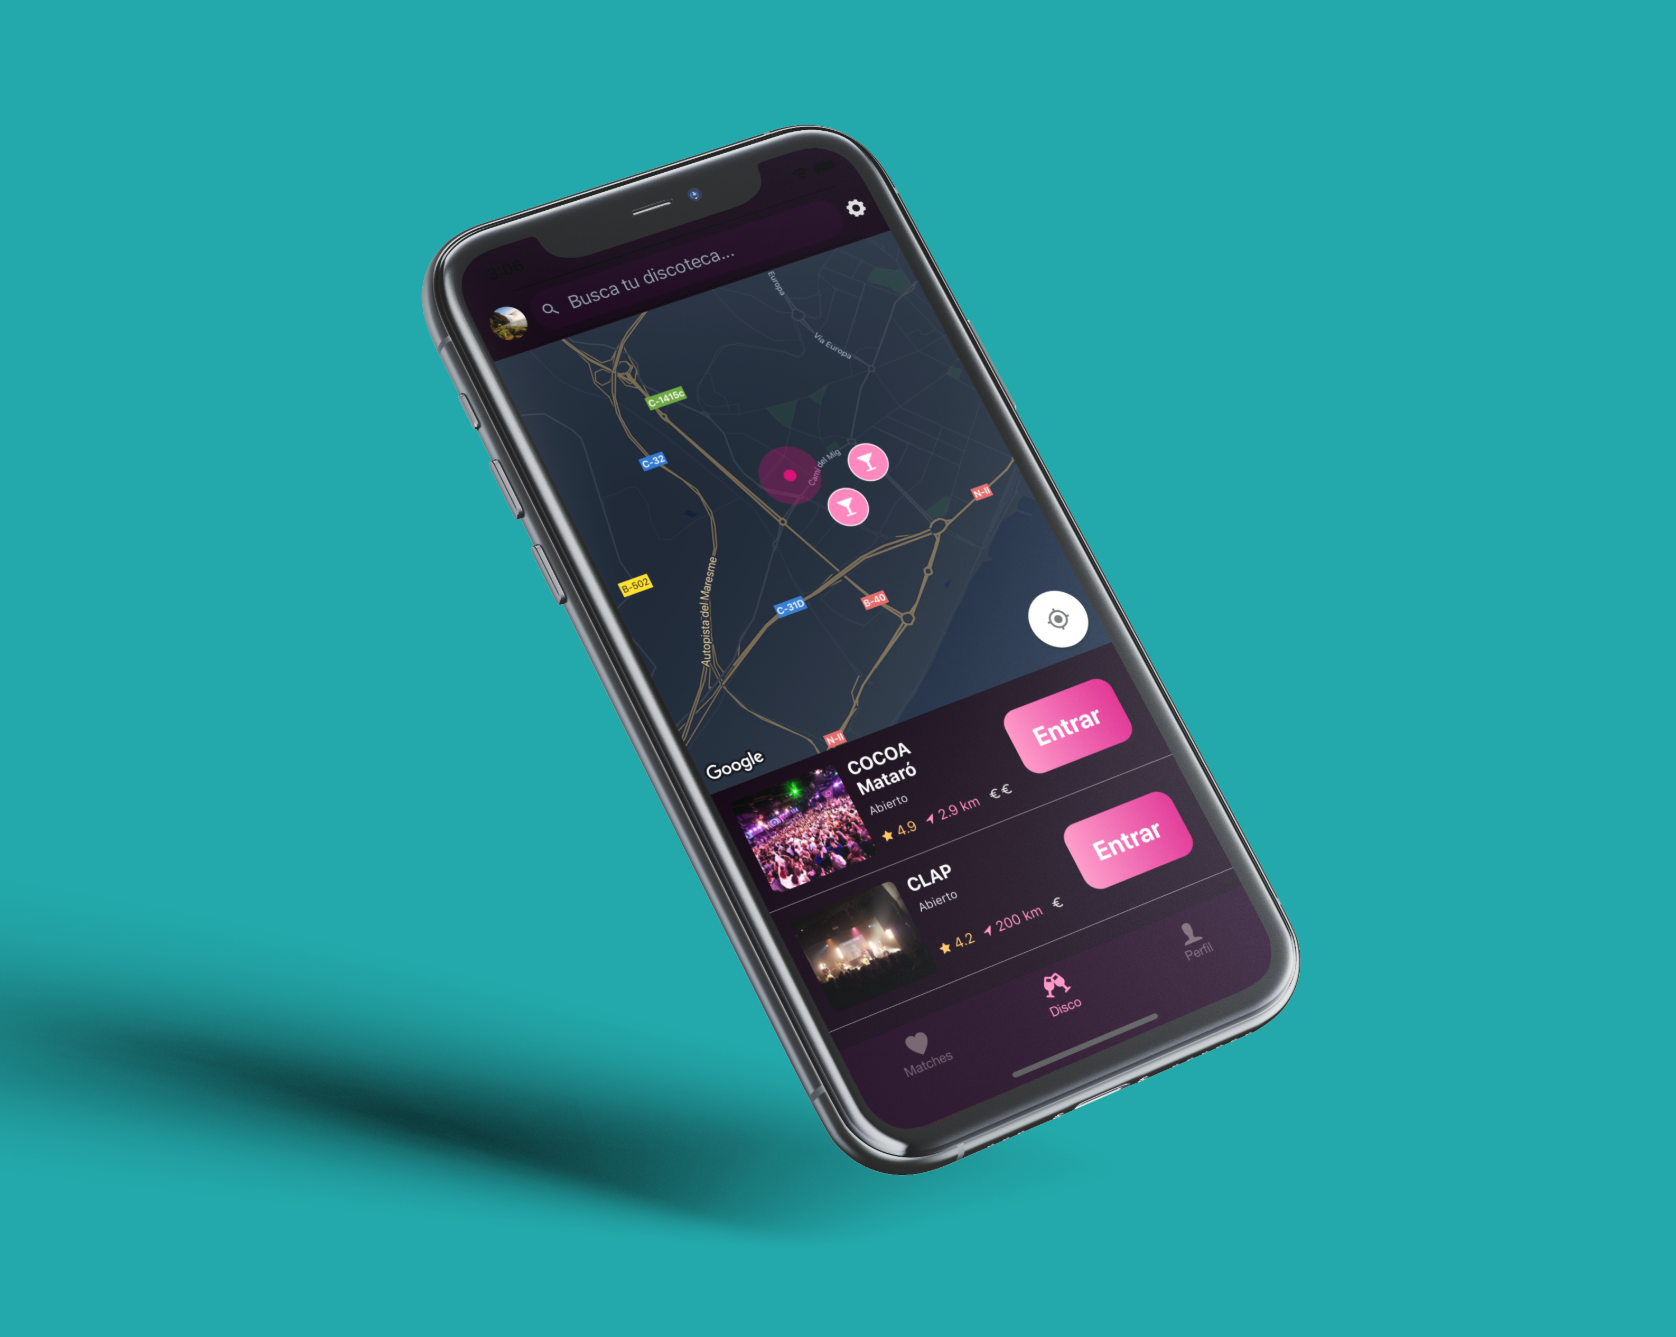 3:06
Busca tu discoteca...
Europa
Via Europa
C-1415c
C-32
Camí del Mig
N-II
B-502
Autopista del Maresme
C-31D
B-40
N-II
Google
COCOA
Mataró
Abierto
4.9 2.9 km €€
Entrar
CLAP
Abierto
4.2 200 km €
Entrar
Matches
Disco
Perfil